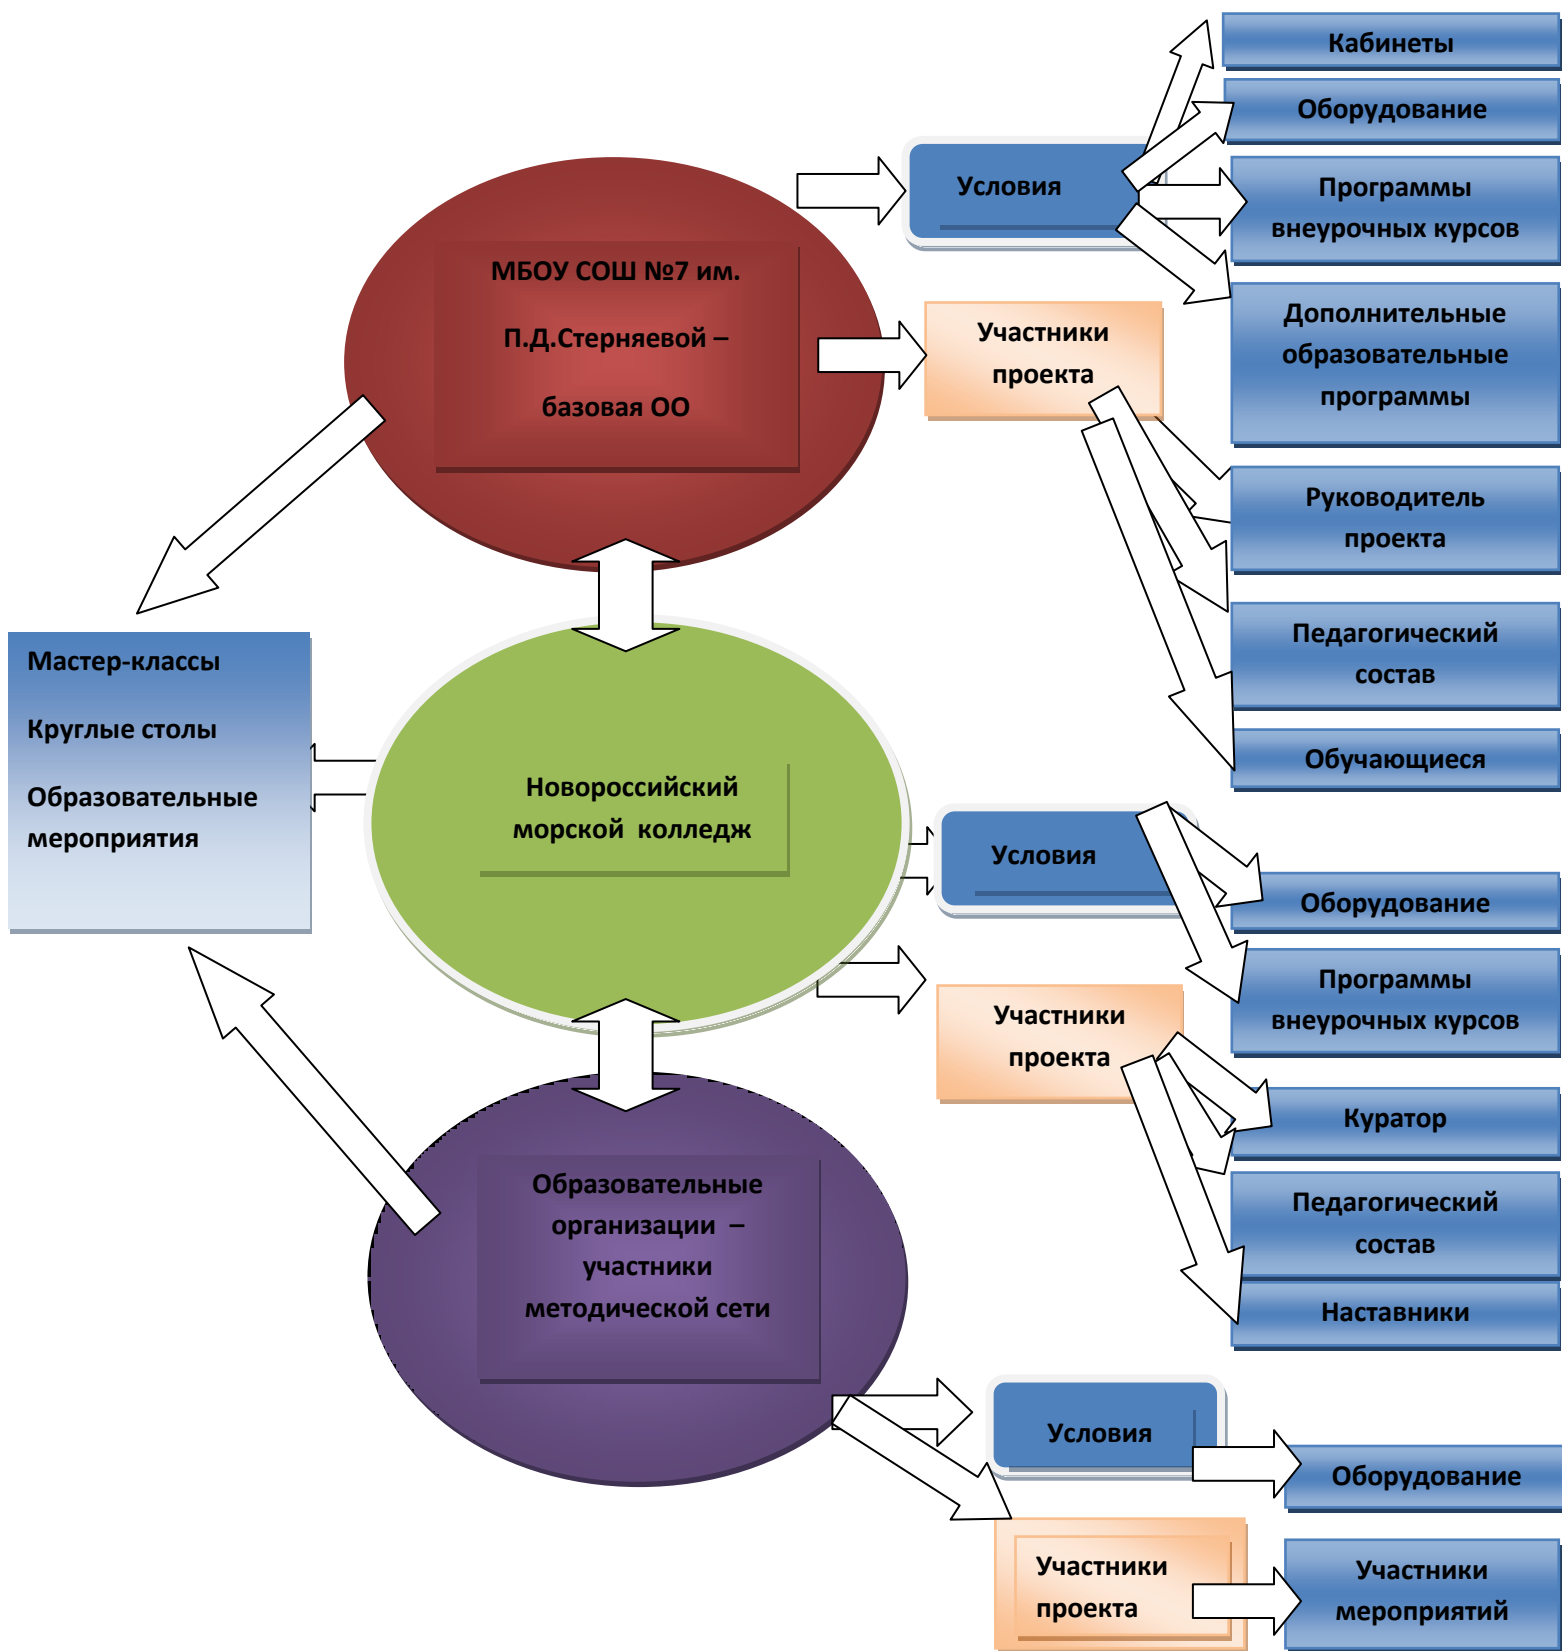 Кабинеты
Оборудование
Условия
Программы
внеурочных курсов
МБОУ СОШ №7 им.
П.Д.Стерняевой –
базовая ОО
Участники
проекта
Дополнительные
образовательные
программы
Руководитель
проекта
Педагогический
состав
Обучающиеся
Мастер-классы
Круглые столы
Образовательные
мероприятия
Новороссийский
морской колледж
Условия
Оборудование
Программы
внеурочных курсов
Участники
проекта
Куратор
Педагогический
состав
Наставники
Образовательные
организации –
участники
методической сети
Условия
Оборудование
Участники
проекта
Участники
мероприятий